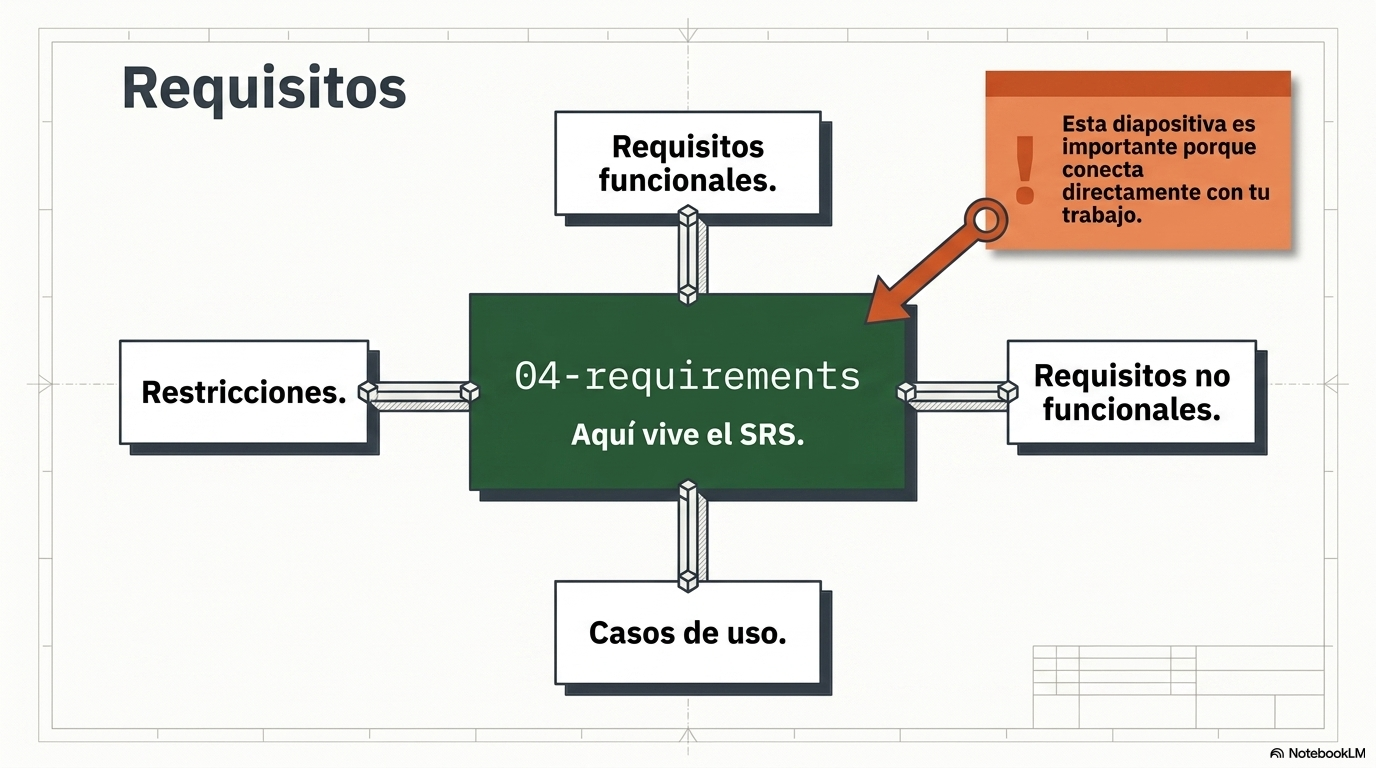 Requisitos
Requisitos
funcionales.
!
Esta diapositiva es
importante porque
conecta
directamente con tu
trabajo.
Restricciones.
04-requirements
Aquí vive el SRS.
Requisitos no
funcionales.
Casos de uso.
NotebookLM